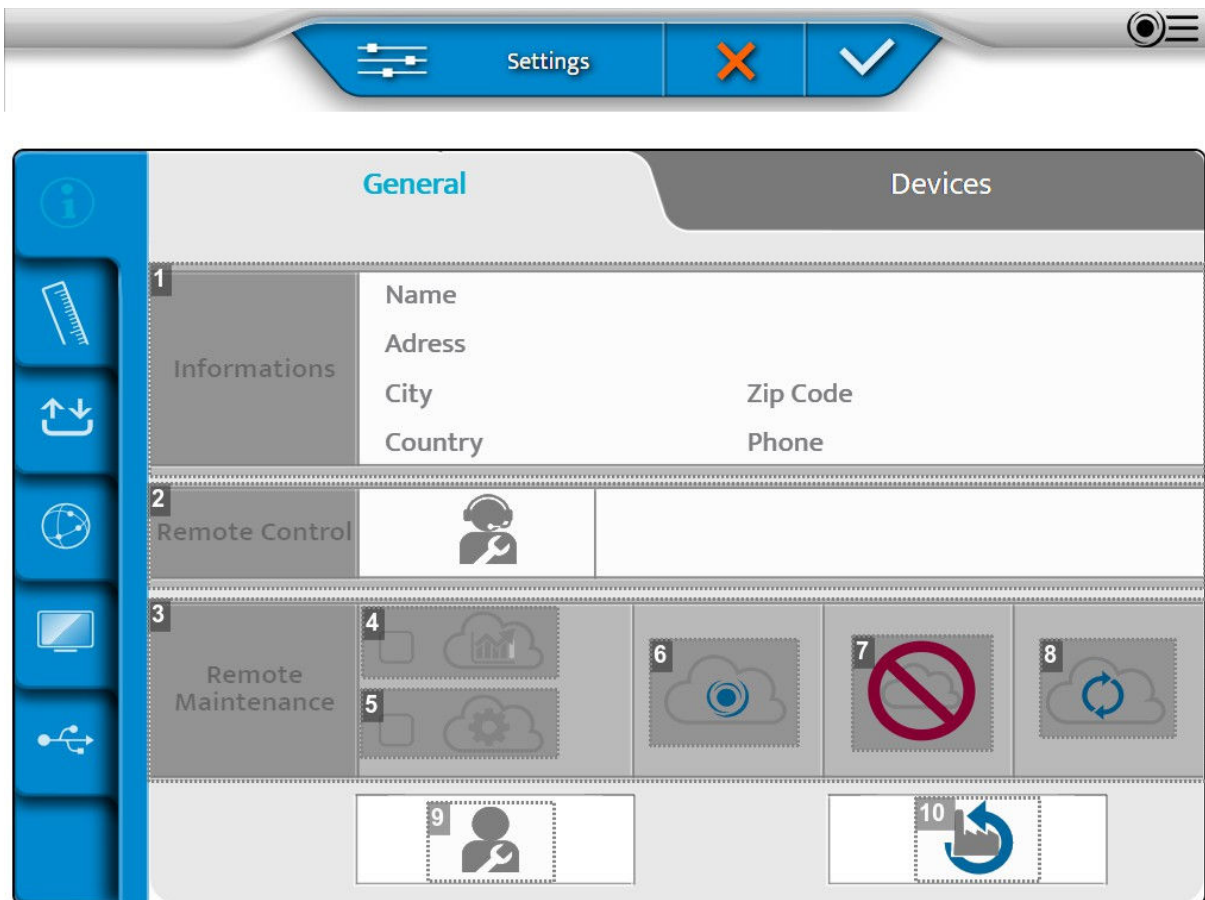 Settings
General
Devices
1
Informations
Name
Adress
City
Zip Code
Country
Phone
2
Remote Control
3
Remote
Maintenance
4
5
6
7
8
9
10